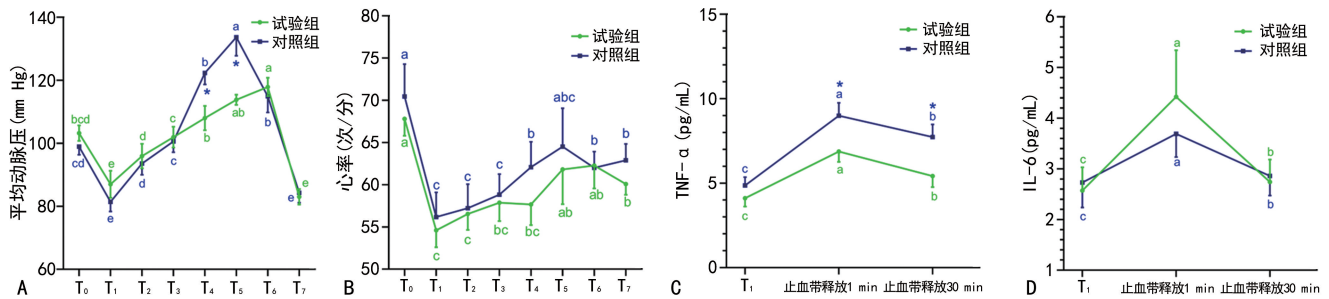 140
120
100
80
60
平均动脉压(mm Hg)
试验组
对照组
bcd
cd
e
e
d
d
c
c
b
*
b
a
*
ab
a
b
e
e
A
T₀ T₁ T₂ T₃ T₄ T₅ T₆ T₇
80
75
70
65
60
55
50
心率(次/分)
试验组
对照组
a
a
c
c
c
c
c
bc
b
bc
abc
ab
b
ab
b
b
B
T₀ T₁ T₂ T₃ T₄ T₅ T₆ T₇
15
10
5
0
TNF-α(pg/mL)
试验组
对照组
c
c
*
a
a
*
b
b
C
T₁ 止血带释放1 min 止血带释放30 min
6
5
4
3
2
1
IL-6(pg/mL)
试验组
对照组
c
c
a
a
b
b
D
T₁ 止血带释放1 min 止血带释放30 min